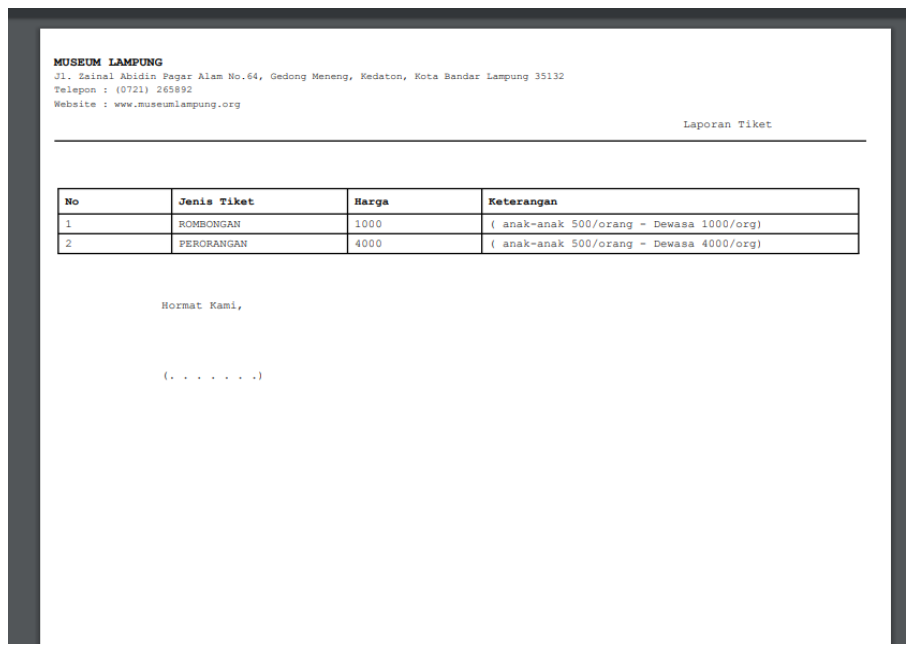 MUSEUM LAMPUNG
Jl. Zainal Abidin Pagar Alam No.64, Gedong Meneng, Kedaton, Kota Bandar Lampung 35132
Telepon : (0721) 265892
Website : www.museumlampung.org
Laporan Tiket
No Jenis Tiket Harga Keterangan
1 ROMBONGAN 1000 ( anak-anak 500/orang - Dewasa 1000/org)
2 PERORANGAN 4000 ( anak-anak 500/orang - Dewasa 4000/org)
Hormat Kami,
(. . . . . . .)